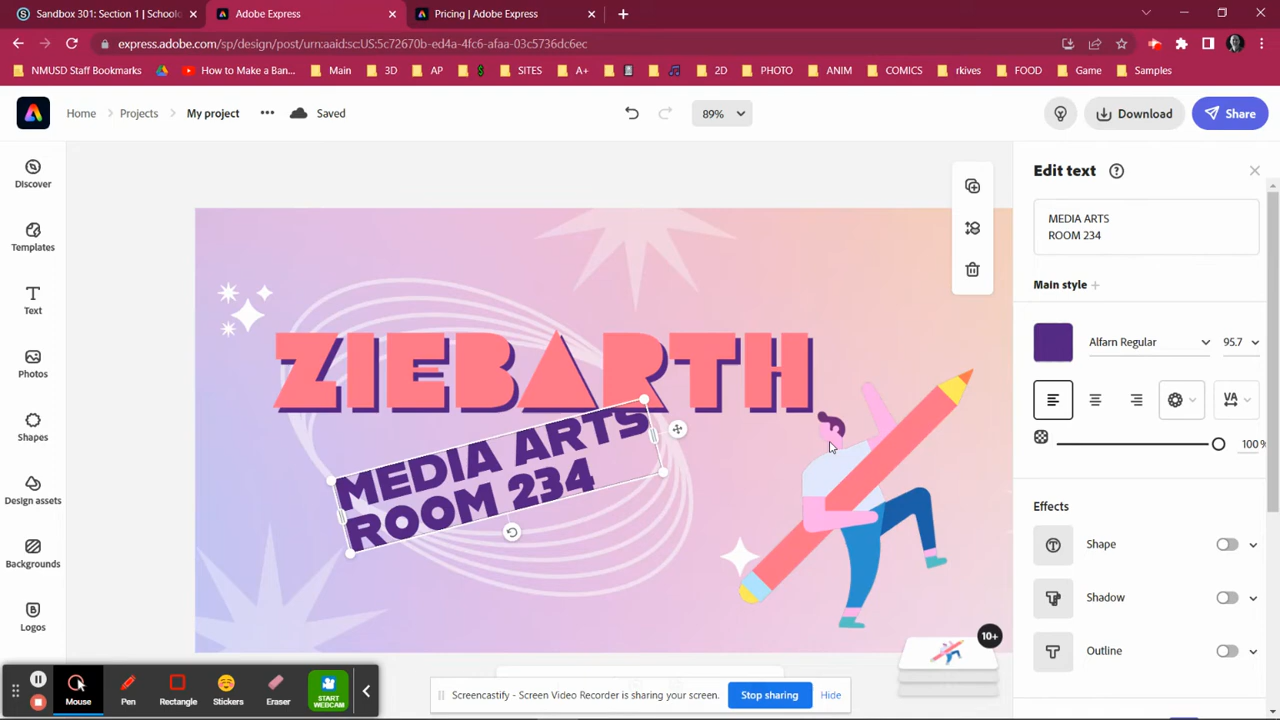 Sandbox 301: Section 1 | School
Adobe Express
Pricing | Adobe Express
express.adobe.com/sp/design/post/urn:aaid:sc:US:5c72670b-ed4a-4fc6-afaa-03c5736dc6ec
NMUSD Staff Bookmarks
How to Make a Ban...
Main
3D
AP
SITES
A+
2D
PHOTO
ANIM
COMICS
rkives
FOOD
Game
Samples
Home
Projects
My project
Saved
89%
Download
Share
Discover
Templates
Text
Photos
Shapes
Design assets
Backgrounds
Logos
ZIEBARTH
MEDIA ARTS
ROOM 234
10+
Edit text
MEDIA ARTS
ROOM 234
Main style +
Alfarn Regular
95.7
VA
100%
Effects
Shape
Shadow
Outline
Mouse
Pen
Rectangle
Stickers
Eraser
START
WEBCAM
Screencastify - Screen Video Recorder is sharing your screen.
Stop sharing
Hide